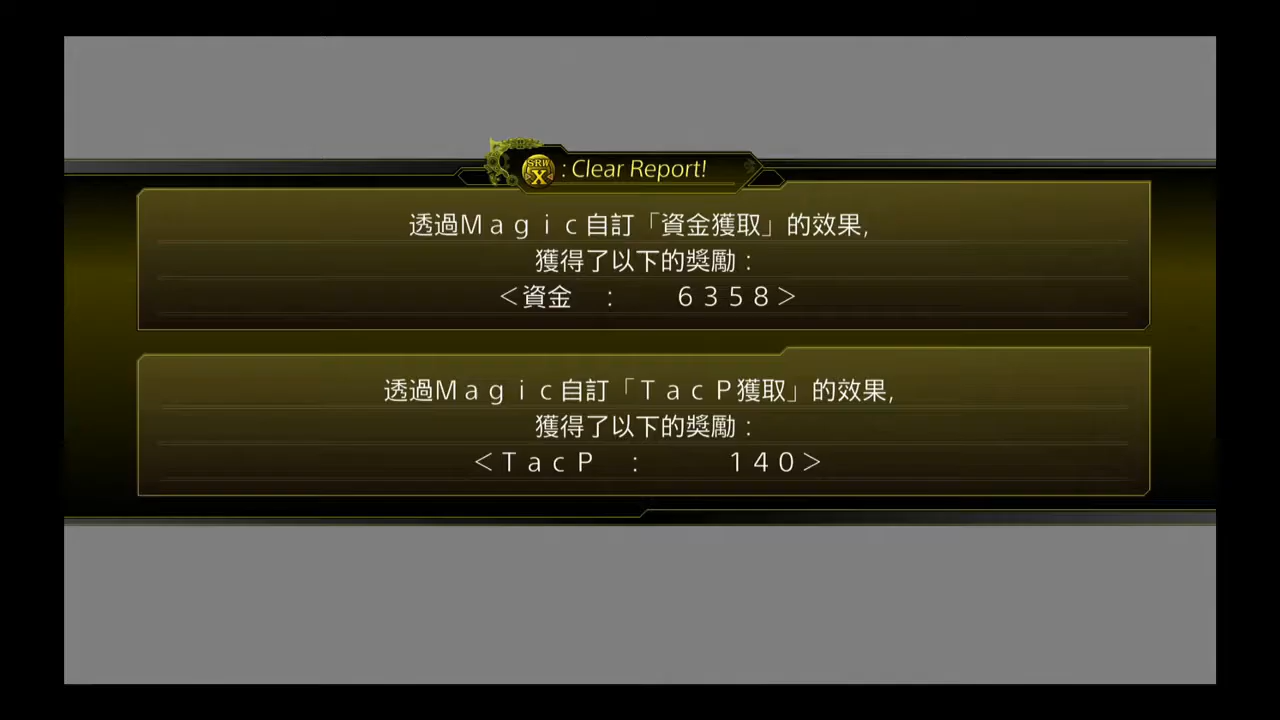 SRW
X : Clear Report!
透過Magic自訂「資金獲取」的效果,
獲得了以下的獎勵：
<資金　：　　6358>
透過Magic自訂「TacP獲取」的效果,
獲得了以下的獎勵：
<TacP　：　　　140>